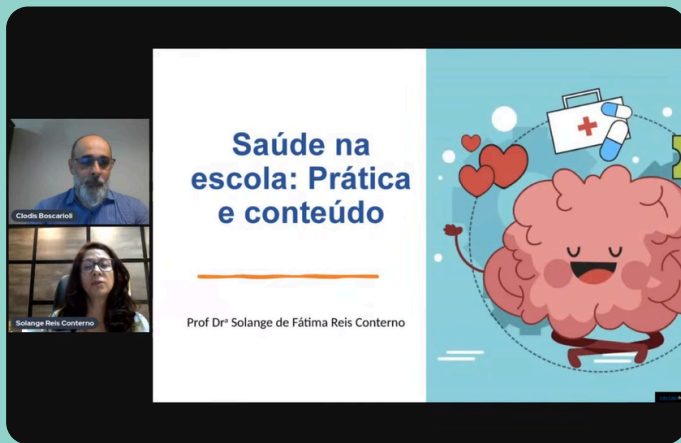 Clodis Boscarioli
Solange Reis Conterno
Saúde na
escola: Prática
e conteúdo
Prof Drª Solange de Fátima Reis Conterno